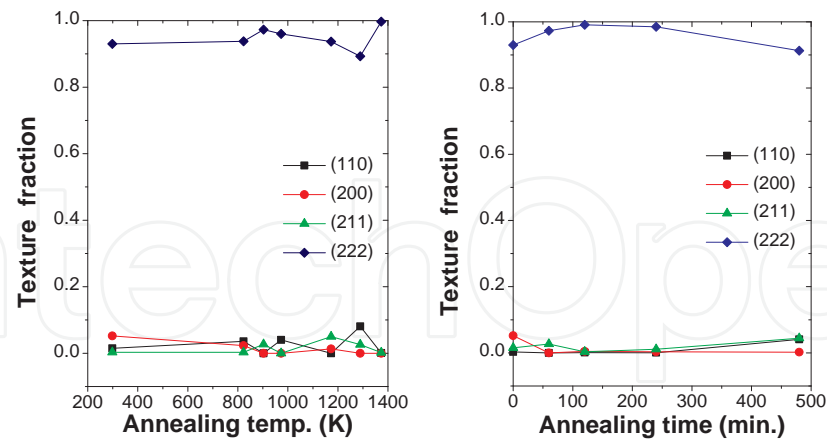 Texture fraction
1.0
0.8
0.6
0.4
0.2
0.0
(110)
(200)
(211)
(222)
200 400 600 800 1000 1200 1400
Annealing temp. (K)
Texture fraction
1.0
0.8
0.6
0.4
0.2
0.0
(110)
(200)
(211)
(222)
0 100 200 300 400 500
Annealing time (min.)
ntechOpe